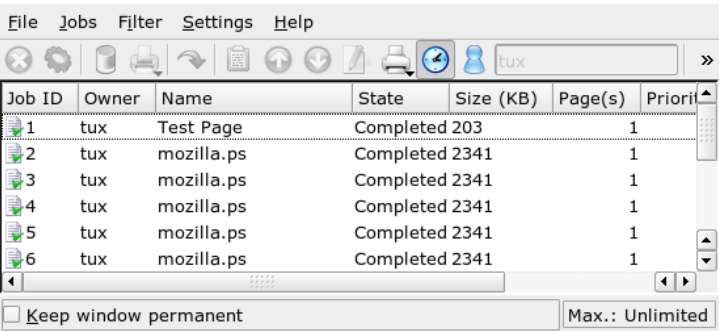 File Jobs Filter Settings Help
tux »
Job ID Owner Name State Size (KB) Page(s) Priorit
1 tux Test Page Completed 203 1
2 tux mozilla.ps Completed 2341 1
3 tux mozilla.ps Completed 2341 1
4 tux mozilla.ps Completed 2341 1
5 tux mozilla.ps Completed 2341 1
6 tux mozilla.ps Completed 2341 1
Keep window permanent Max.: Unlimited